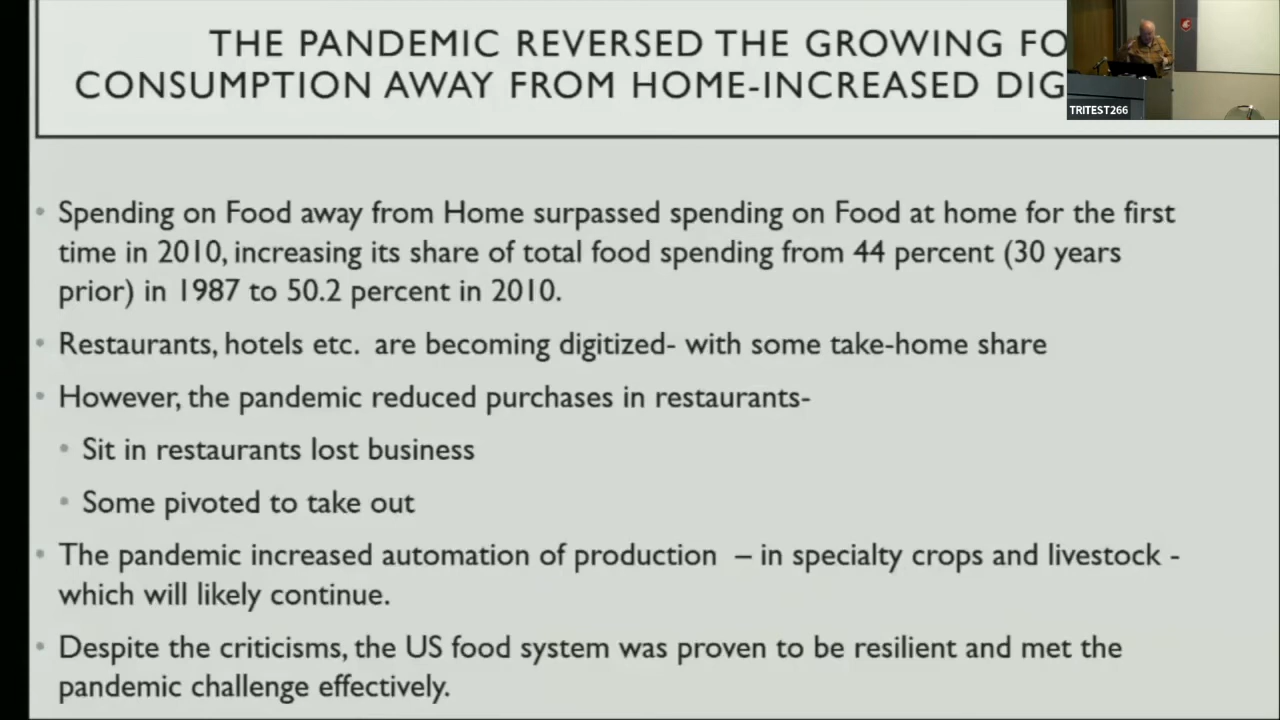 THE PANDEMIC REVERSED THE GROWING FO
CONSUMPTION AWAY FROM HOME-INCREASED DIG
TRITEST266
• Spending on Food away from Home surpassed spending on Food at home for the first
time in 2010, increasing its share of total food spending from 44 percent (30 years
prior) in 1987 to 50.2 percent in 2010.
• Restaurants, hotels etc. are becoming digitized- with some take-home share
• However, the pandemic reduced purchases in restaurants-
• Sit in restaurants lost business
• Some pivoted to take out
• The pandemic increased automation of production – in specialty crops and livestock -
which will likely continue.
• Despite the criticisms, the US food system was proven to be resilient and met the
pandemic challenge effectively.